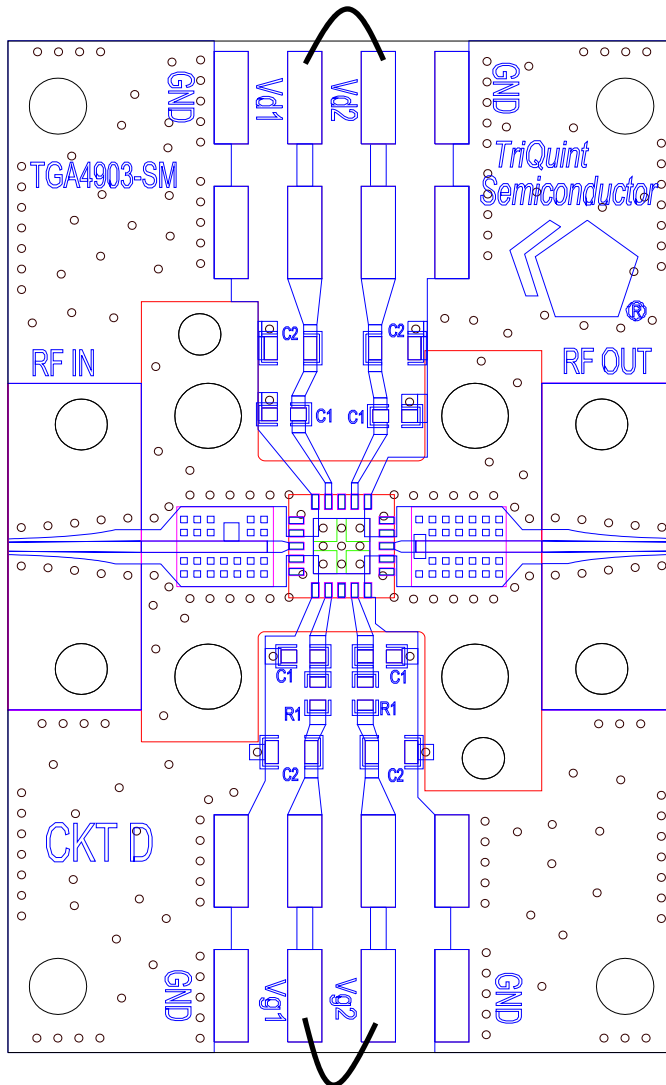 GND
Vd1
Vd2
GND
TGA4903-SM
TriQuint
Semiconductor
®
C2
C2
RF IN
RF OUT
C1
C1
C1
C1
R1
R1
C2
C2
CKT D
GND
Vg1
Vg2
GND